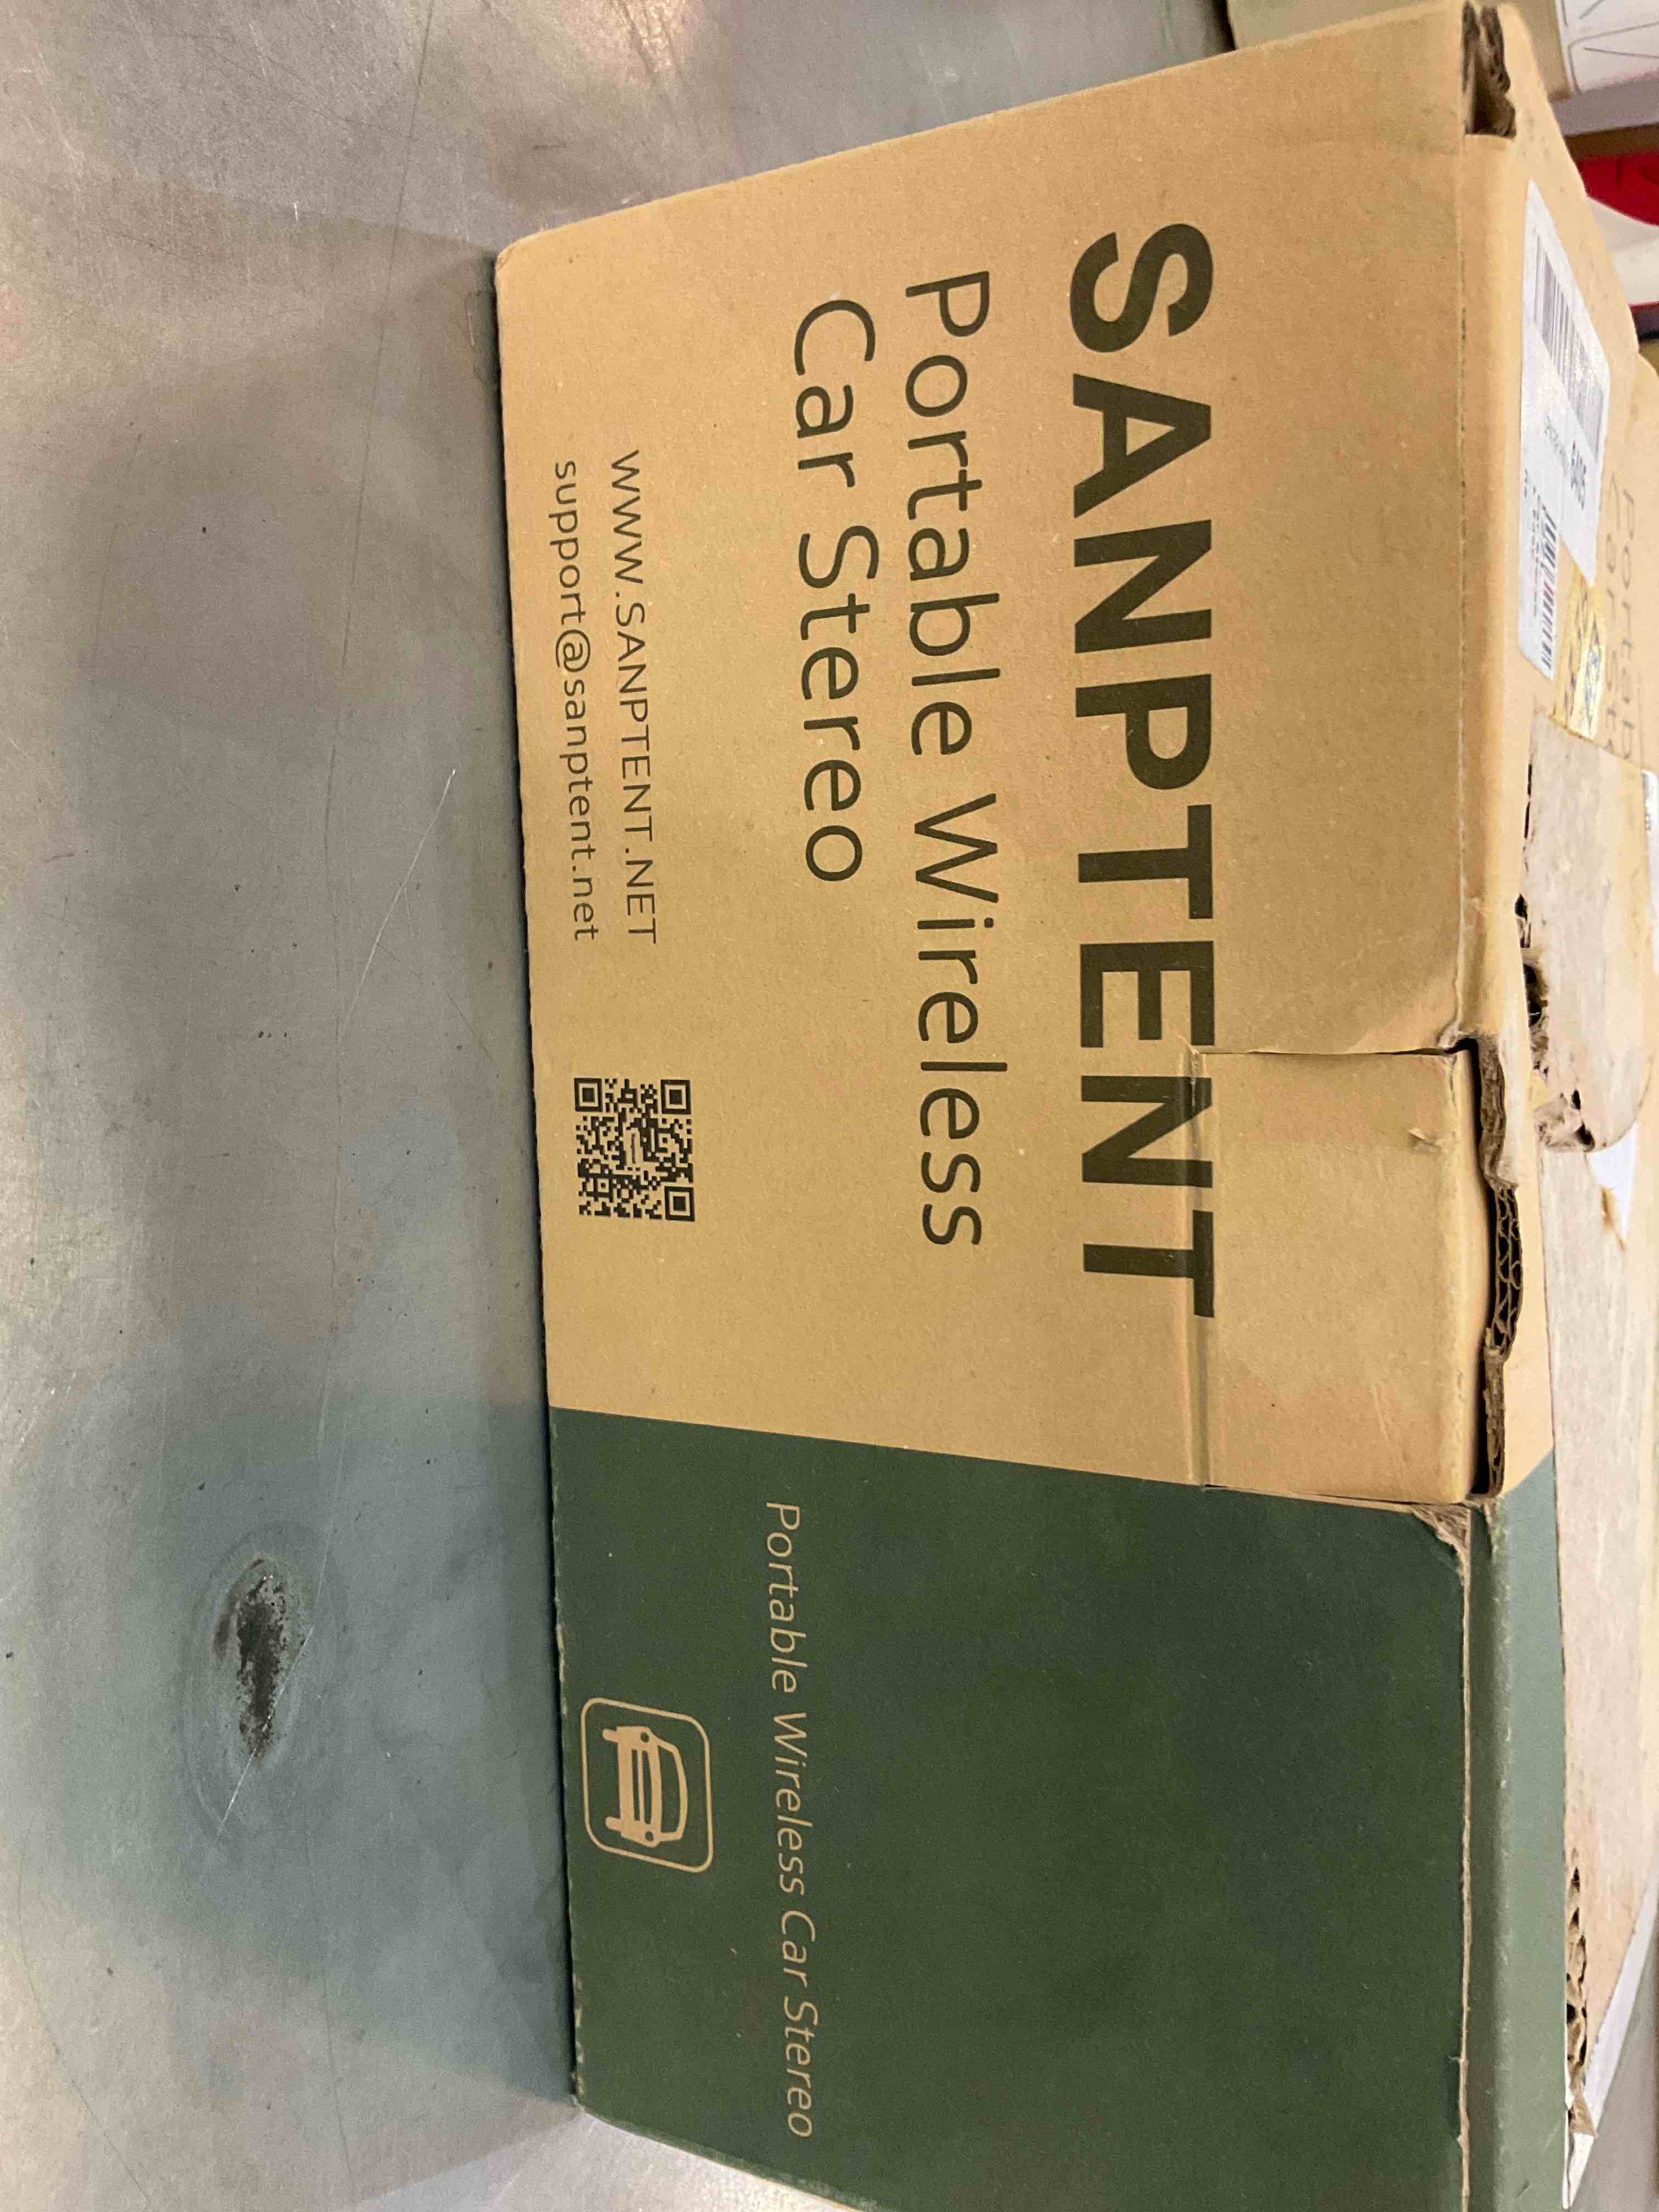 SANPTENT
Portable Wireless
Car Stereo
WWW.SANPTENT.NET
support@sanptent.net
Portable Wireless Car Stereo